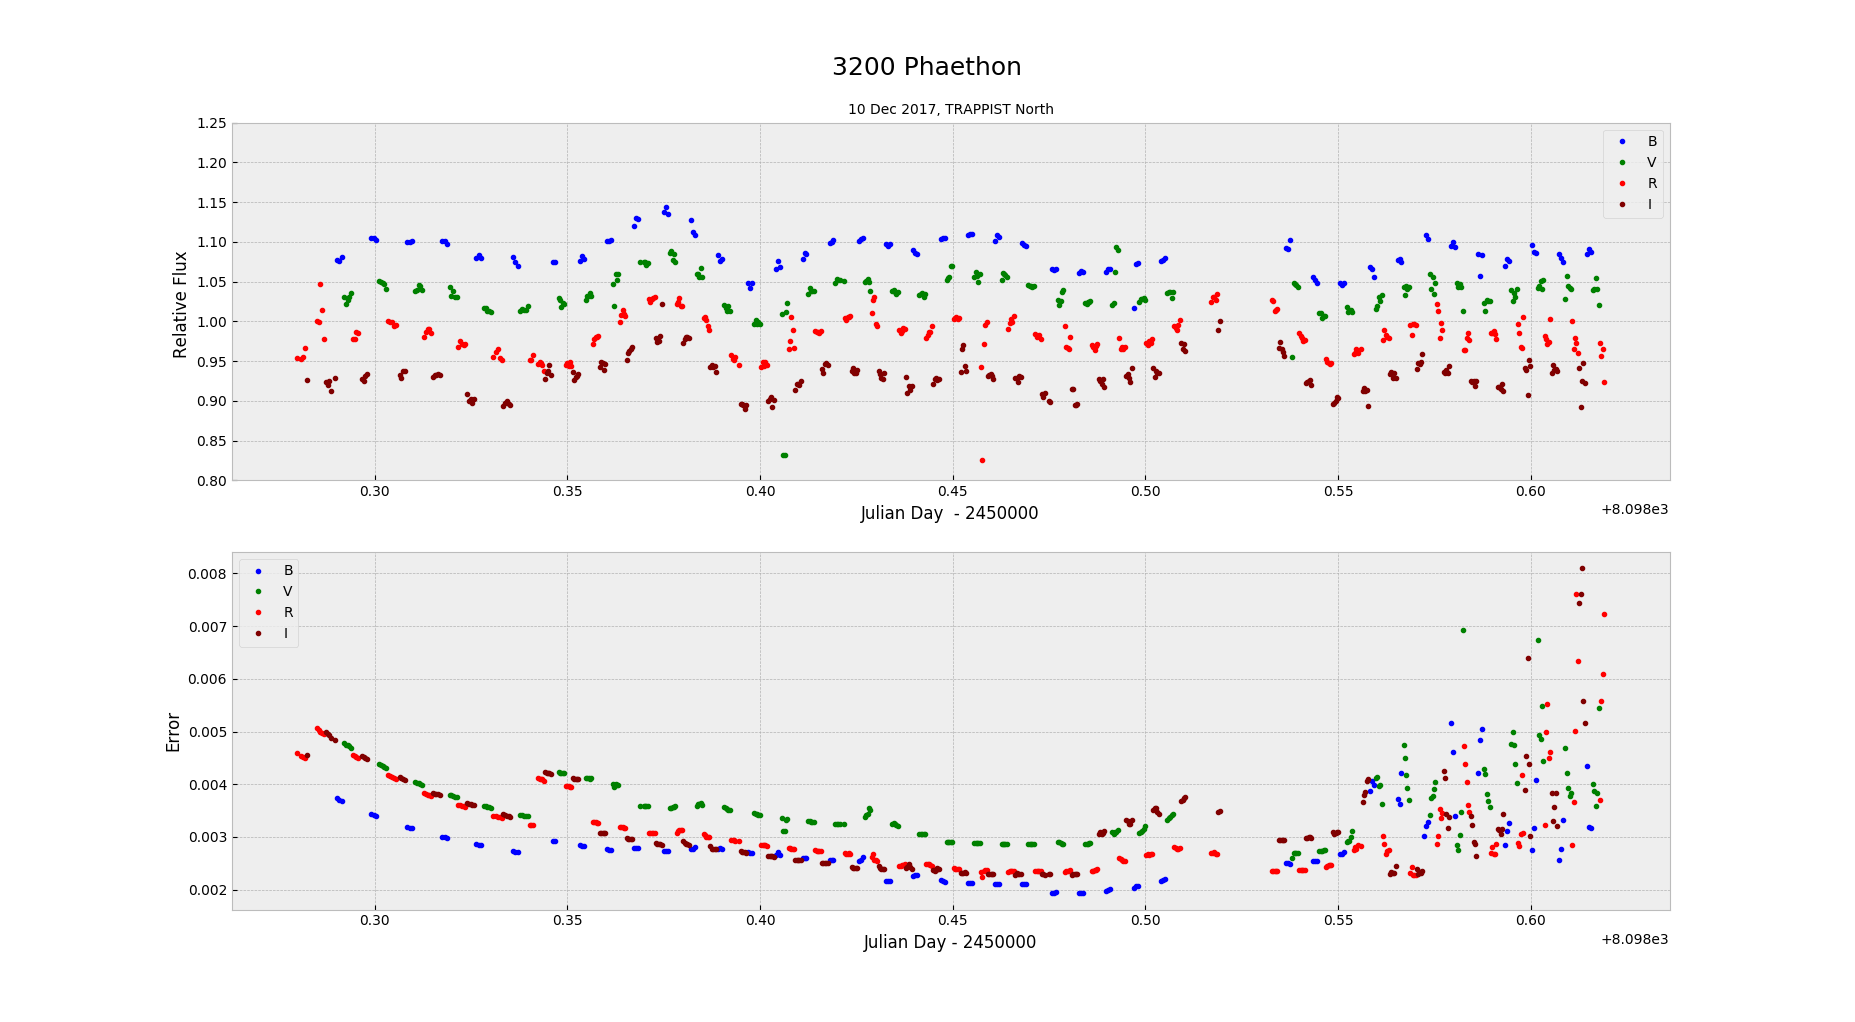 3200 Phaethon
10 Dec 2017, TRAPPIST North
Relative Flux
1.25
1.20
1.15
1.10
1.05
1.00
0.95
0.90
0.85
0.80
B
V
R
I
0.30 0.35 0.40 0.45 0.50 0.55 0.60
Julian Day - 2450000
+8.098e3
Error
0.008
0.007
0.006
0.005
0.004
0.003
0.002
B
V
R
I
0.30 0.35 0.40 0.45 0.50 0.55 0.60
Julian Day - 2450000
+8.098e3